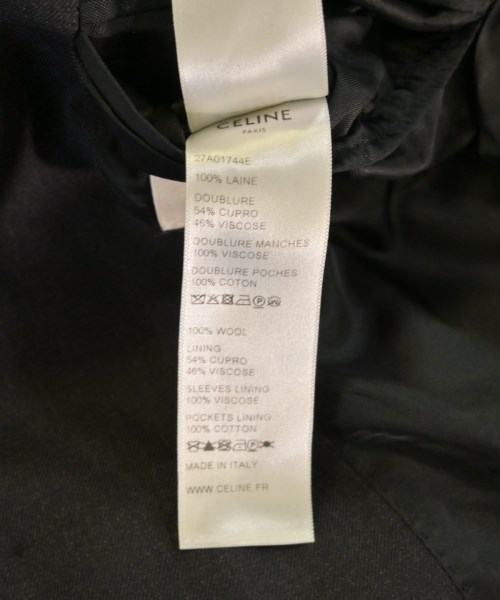 CELINE
PARIS
27A01744E
100% LAINE
DOUBLURE
54% CUPRO
46% VISCOSE
DOUBLURE MANCHES
100% VISCOSE
DOUBLURE POCHES
100% COTON
100% WOOL
LINING
54% CUPRO
46% VISCOSE
SLEEVES LINING
100% VISCOSE
POCKETS LINING
100% COTTON
MADE IN ITALY
WWW.CELINE.FR